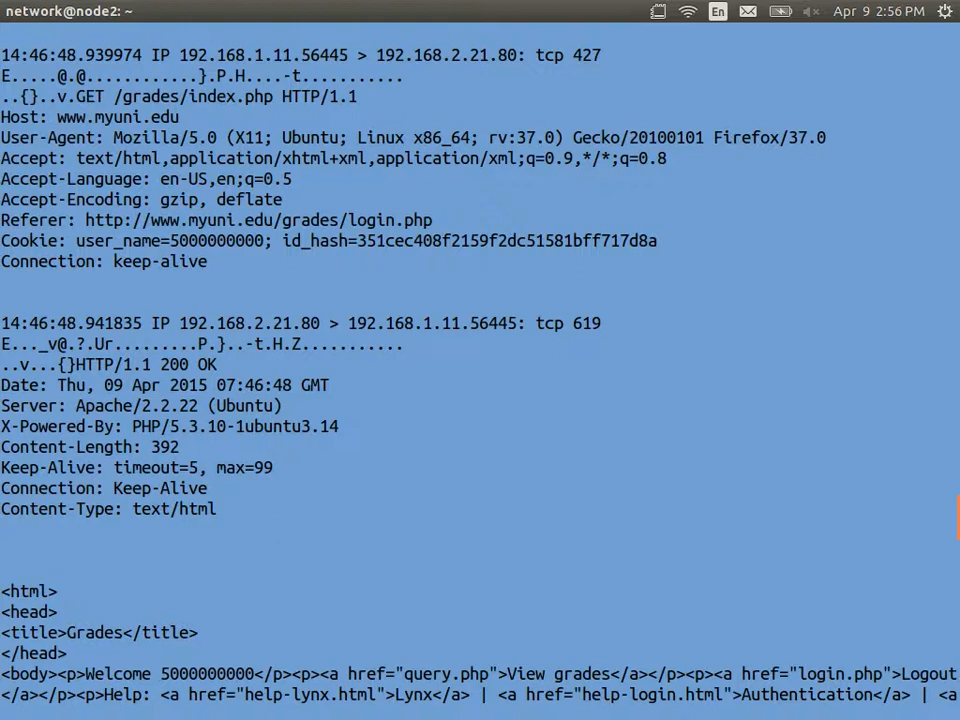 network@node2: ~
En
Apr 9 2:56 PM
14:46:48.939974 IP 192.168.1.11.56445 > 192.168.2.21.80: tcp 427
E.....@.@............}.P.H....-t...........
..{}..v.GET /grades/index.php HTTP/1.1
Host: www.myuni.edu
User-Agent: Mozilla/5.0 (X11; Ubuntu; Linux x86_64; rv:37.0) Gecko/20100101 Firefox/37.0
Accept: text/html,application/xhtml+xml,application/xml;q=0.9,*/*;q=0.8
Accept-Language: en-US,en;q=0.5
Accept-Encoding: gzip, deflate
Referer: http://www.myuni.edu/grades/login.php
Cookie: user_name=5000000000; id_hash=351cec408f2159f2dc51581bff717d8a
Connection: keep-alive
14:46:48.941835 IP 192.168.2.21.80 > 192.168.1.11.56445: tcp 619
E..._v@.?.Ur.........P.}..-t.H.Z...........
..v...{}HTTP/1.1 200 OK
Date: Thu, 09 Apr 2015 07:46:48 GMT
Server: Apache/2.2.22 (Ubuntu)
X-Powered-By: PHP/5.3.10-1ubuntu3.14
Content-Length: 392
Keep-Alive: timeout=5, max=99
Connection: Keep-Alive
Content-Type: text/html
<html>
<head>
<title>Grades</title>
</head>
<body><p>Welcome 5000000000</p><p><a href="query.php">View grades</a></p><p><a href="login.php">Logout
</a></p><p>Help: <a href="help-lynx.html">Lynx</a> | <a href="help-login.html">Authentication</a> | <a